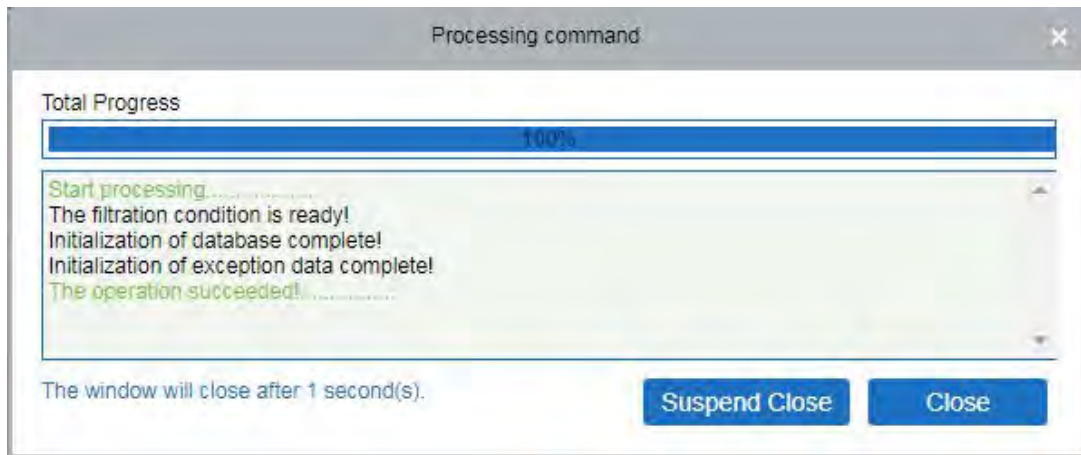 Processing command
Total Progress
100%
Start processing...................
The filtration condition is ready!
Initialization of database complete!
Initialization of exception data complete!
The operation succeeded!.................
The window will close after 1 second(s).
Suspend Close
Close